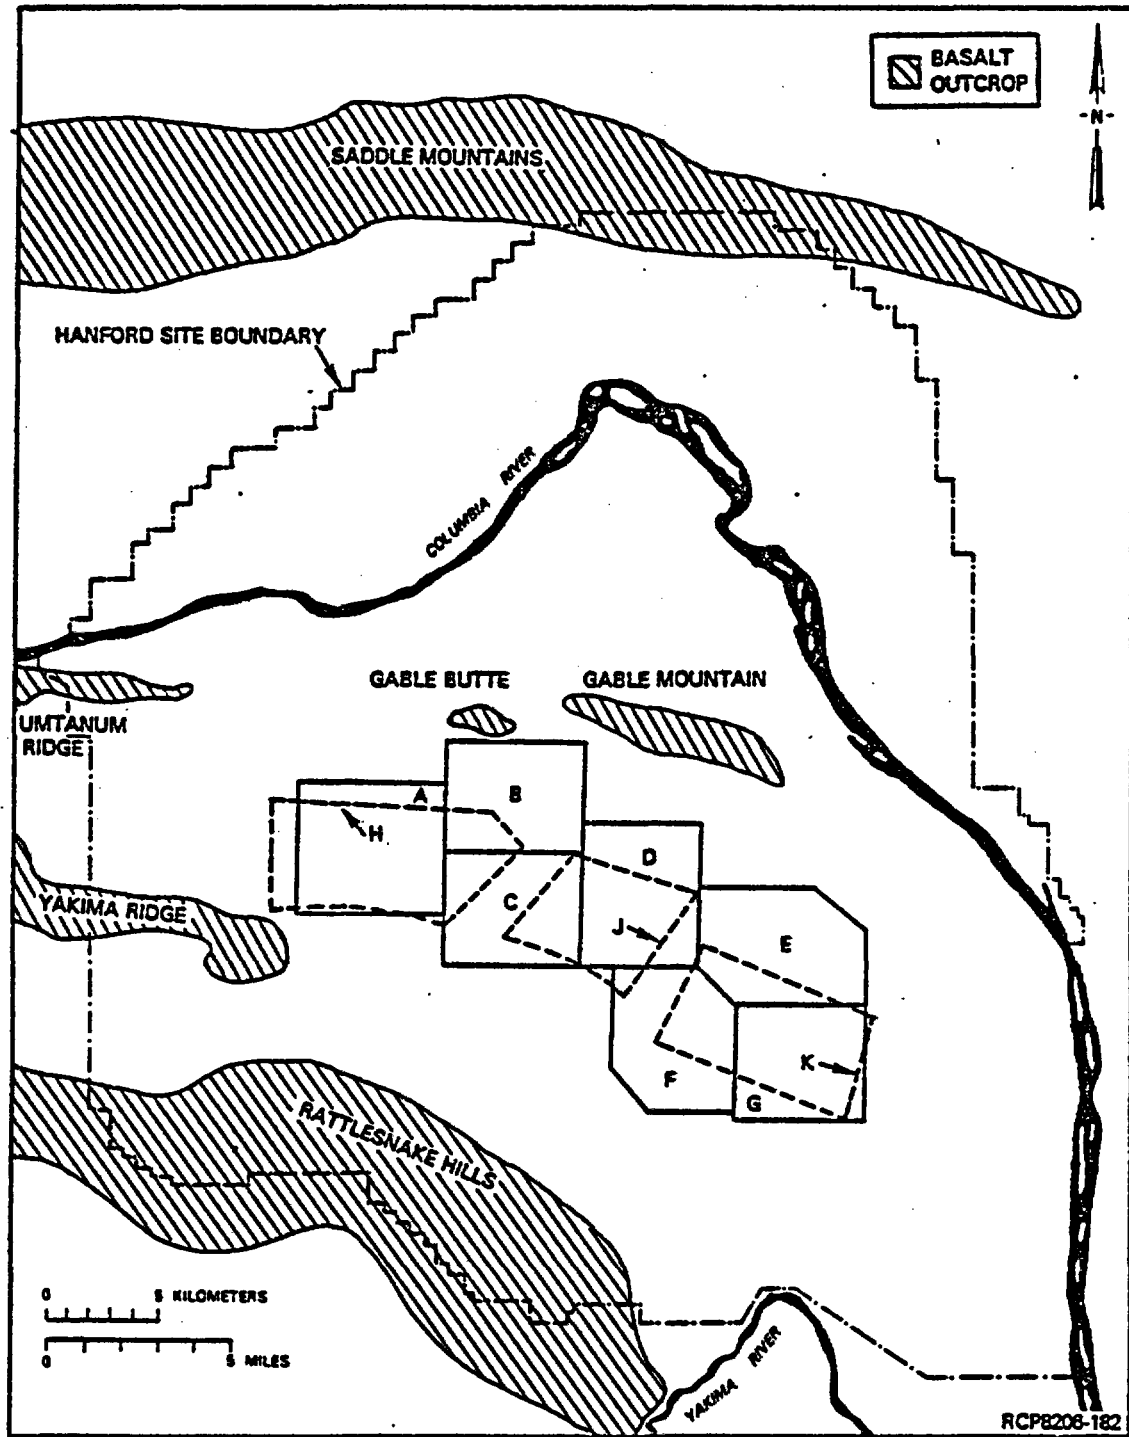 BASALT
OUTCROP
-N-
SADDLE MOUNTAINS
HANFORD SITE BOUNDARY
COLUMBIA RIVER
GABLE BUTTE
GABLE MOUNTAIN
UMTANUM
RIDGE
A
B
H
D
YAKIMA RIDGE
C
J
E
K
F
G
RATTLESNAKE HILLS
0 5 KILOMETERS
0 5 MILES
YAKIMA RIVER
RCP8206-182